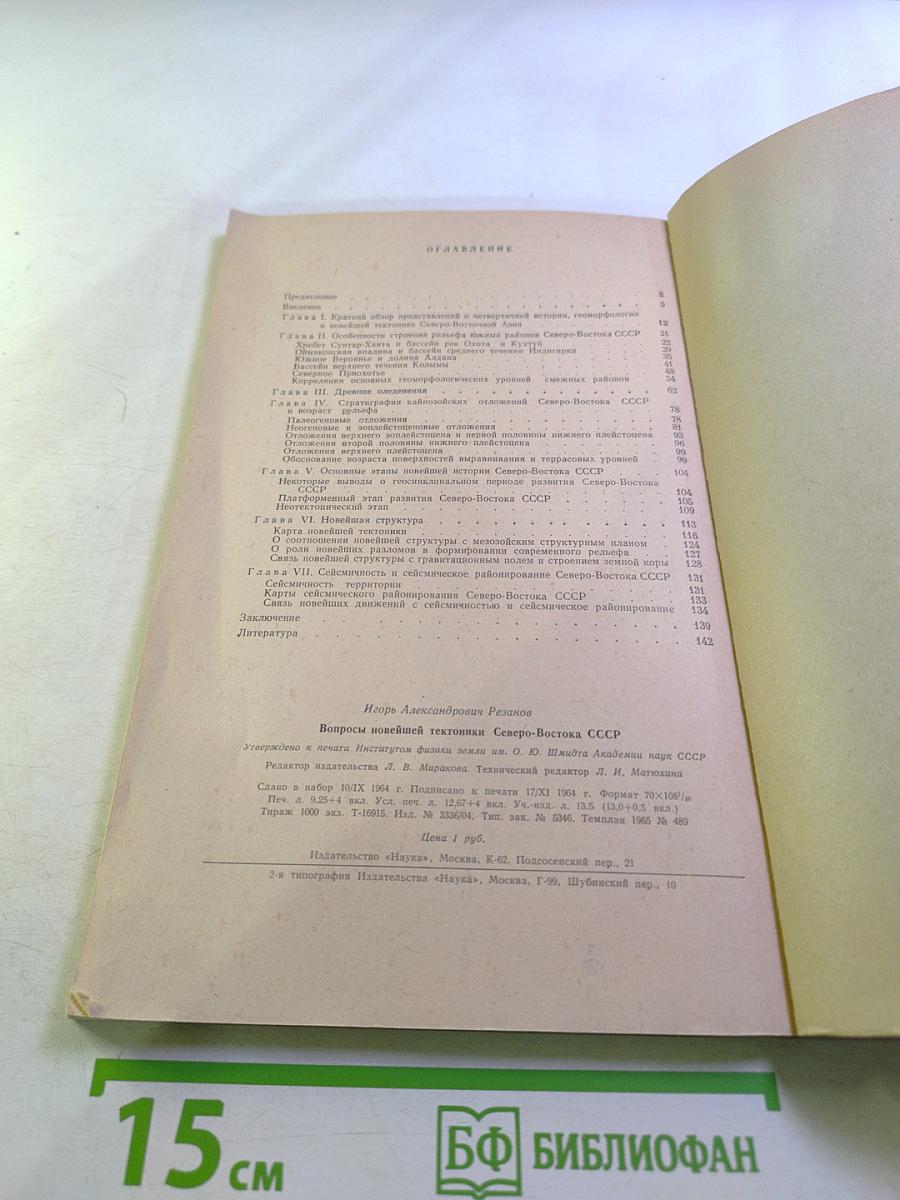 ОГЛАВЛЕНИЕ
Предисловие . . . 3
Введение . . . 5
Глава I. Краткий обзор представлений о четвертичной истории, геоморфологии
и новейшей тектонике Северо-Восточной Азии . . . 12
Глава II. Особенности строения рельефа южных районов Северо-Востока СССР 21
Хребет Сунтар-Хаята и бассейн рек Охота и Кухтуй . . . 22
Оймяконская впадина и бассейн среднего течения Индигирки . . . 29
Южное Верхоянье и долина Алдана . . . 35
Бассейн верхнего течения Колымы . . . 41
Северное Приохотье . . . 48
Корреляция основных геоморфологических уровней смежных районов . . . 54
Глава III. Древние оледенения . . . 62
Глава IV. Стратиграфия кайнозойских отложений Северо-Востока СССР
и возраст рельефа . . . 78
Палеогеновые отложения . . . 78
Неогеновые и эоплейстоценовые отложения . . . 81
Отложения верхнего эоплейстоцена и первой половины нижнего плейстоцена 93
Отложения второй половины нижнего плейстоцена . . . 96
Отложения верхнего плейстоцена . . . 99
Обоснование возраста поверхностей выравнивания и террасовых уровней . 99
Глава V. Основные этапы новейшей истории Северо-Востока СССР . . . 104
Некоторые выводы о геосинклинальном периоде развития Северо-Востока
СССР . . . 104
Платформенный этап развития Северо-Востока СССР . . . 105
Неотектонический этап . . . 109
Глава VI. Новейшая структура . . . 113
Карта новейшей тектоники . . . 116
О соотношении новейшей структуры с мезозойским структурным планом . 124
О роли новейших разломов в формировании современного рельефа . . . 127
Связь новейшей структуры с гравитационным полем и строением земной коры 128
Глава VII. Сейсмичность и сейсмическое районирование Северо-Востока СССР 131
Сейсмичность территории . . . 131
Карты сейсмического районирования Северо-Востока СССР . . . 133
Связь новейших движений с сейсмичностью и сейсмическое районирование 134
Заключение . . . 139
Литература . . . 142
Игорь Александрович Резанов
Вопросы новейшей тектоники Северо-Востока СССР
Утверждено к печати Институтом физики земли им. О. Ю. Шмидта Академии наук СССР
Редактор издательства Л. В. Миракова. Технический редактор Л. И. Матюхина
Сдано в набор 10/IX 1964 г. Подписано к печати 17/XI 1964 г. Формат 70×108¹/
Печ. л. 9,25+4 вкл. Усл. печ. л. 12,67+4 вкл. Уч.-изд. л. 13.5 (13,0+0,5 вкл.)
Тираж 1000 экз. Т-16915. Изд. № 3336/04. Тип. зак. № 5346. Темплан 1965 № 489
Цена 1 руб.
Издательство «Наука», Москва, К-62, Подсосенский пер., 21
2-я типография Издательства «Наука», Москва, Г-99, Шубинский пер., 10
15 см
БФ БИБЛИОФАН